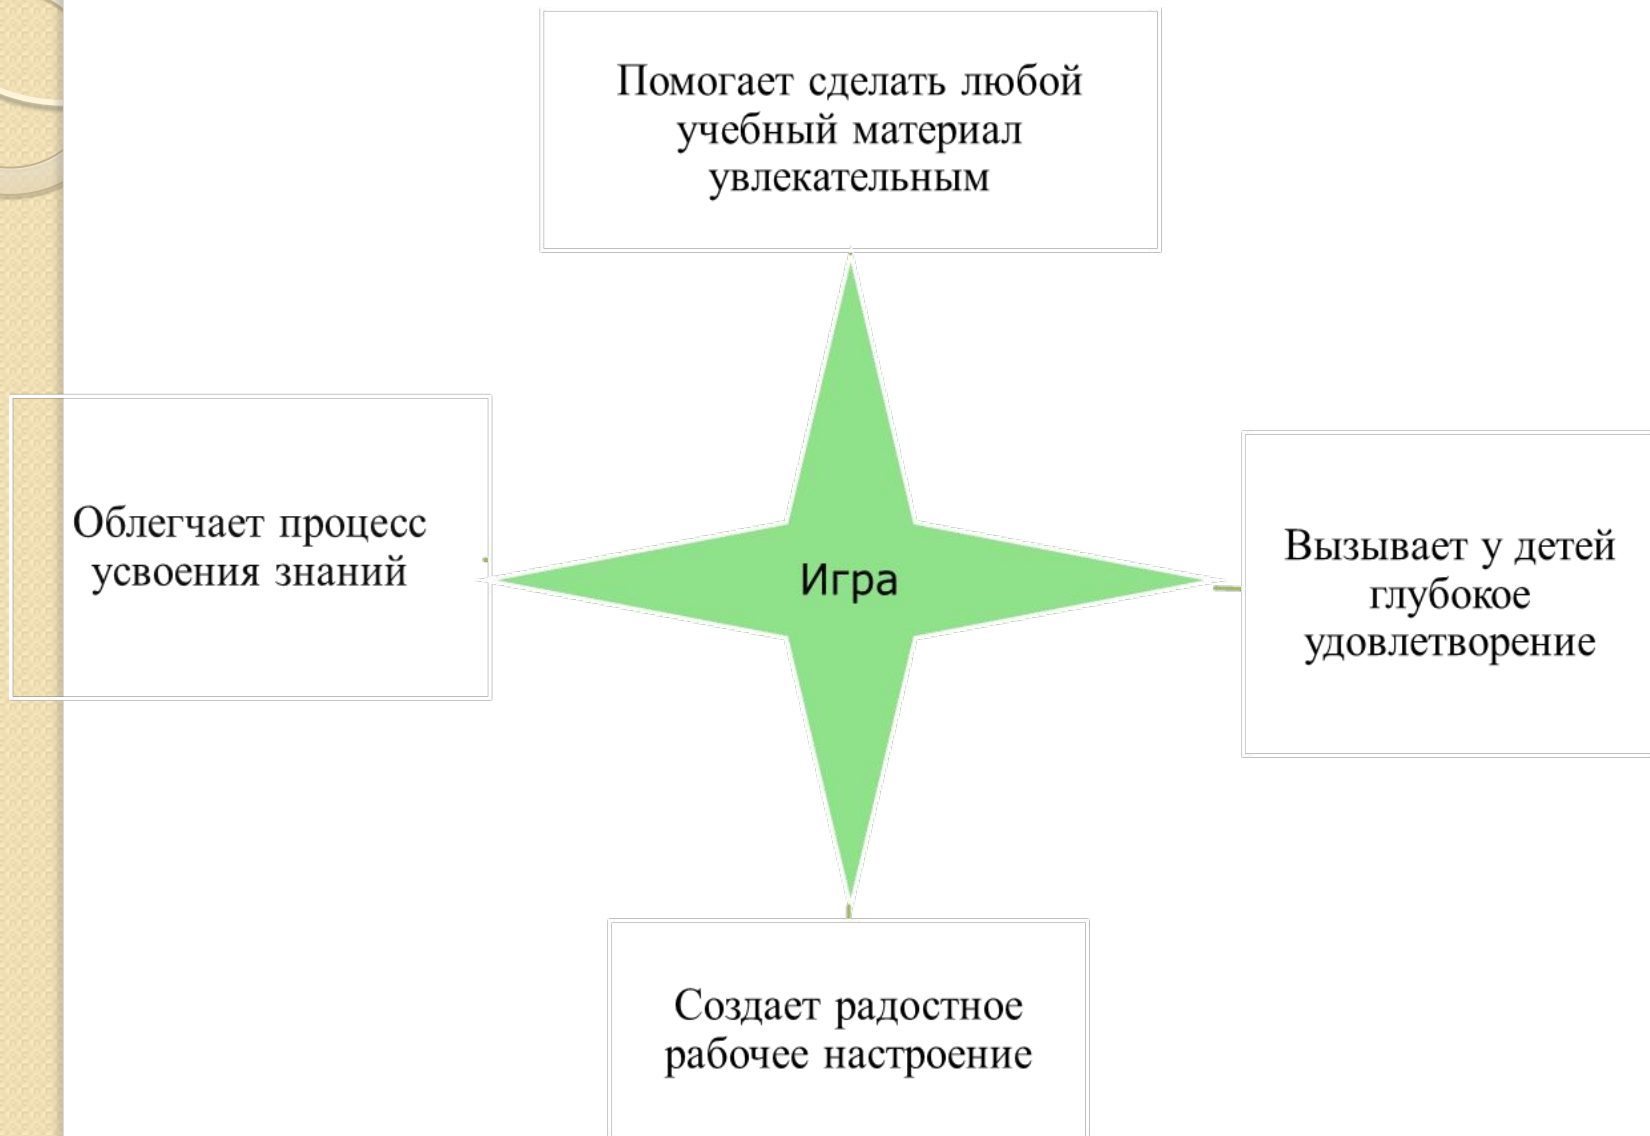 Помогает сделать любой
учебный материал
увлекательным
Облегчает процесс
усвоения знаний
Игра
Вызывает у детей
глубокое
удовлетворение
Создает радостное
рабочее настроение